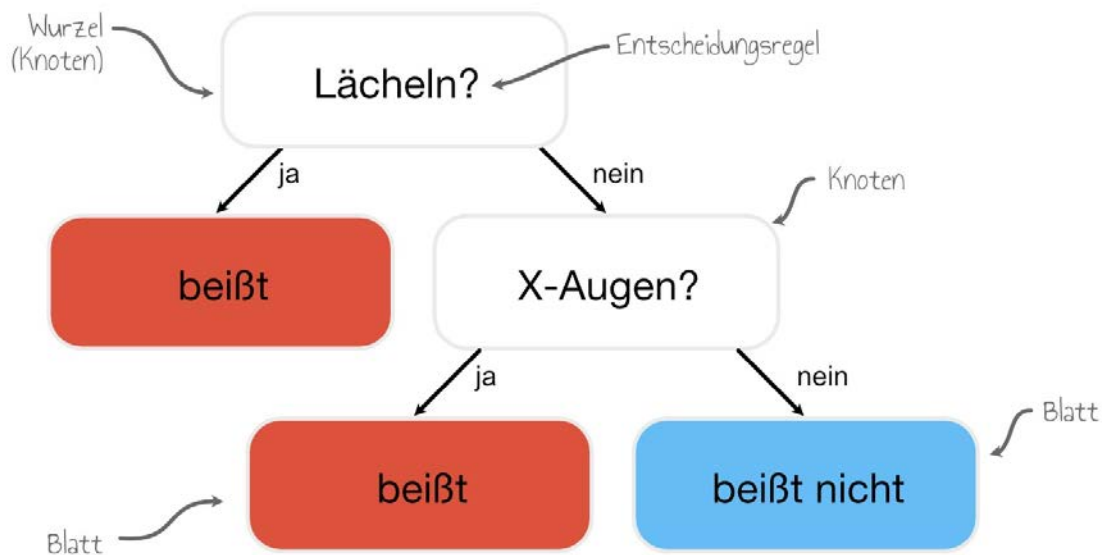 Wurzel
(Knoten)
Entscheidungsregel
Lächeln?
ja
nein
Knoten
beißt
X-Augen?
ja
nein
Blatt
beißt
beißt nicht
Blatt